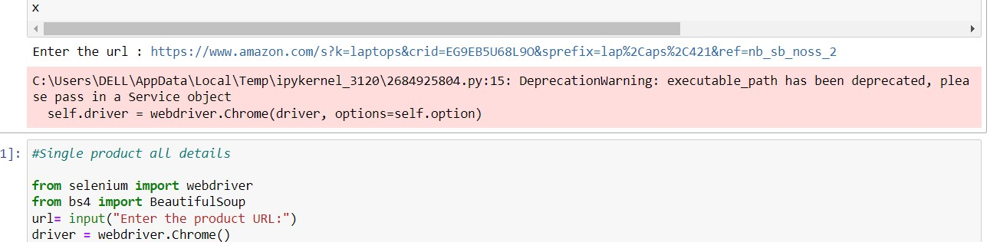 x
Enter the url : https://www.amazon.com/s?k=laptops&crid=EG9EB5U68L9O&sprefix=lap%2Caps%2C421&ref=nb_sb_noss_2
C:\Users\DELL\AppData\Local\Temp\ipykernel_3120\2684925804.py:15: DeprecationWarning: executable_path has been deprecated, plea
se pass in a Service object
  self.driver = webdriver.Chrome(driver, options=self.option)
1]: #Single product all details
from selenium import webdriver
from bs4 import BeautifulSoup
url= input("Enter the product URL:")
driver = webdriver.Chrome()